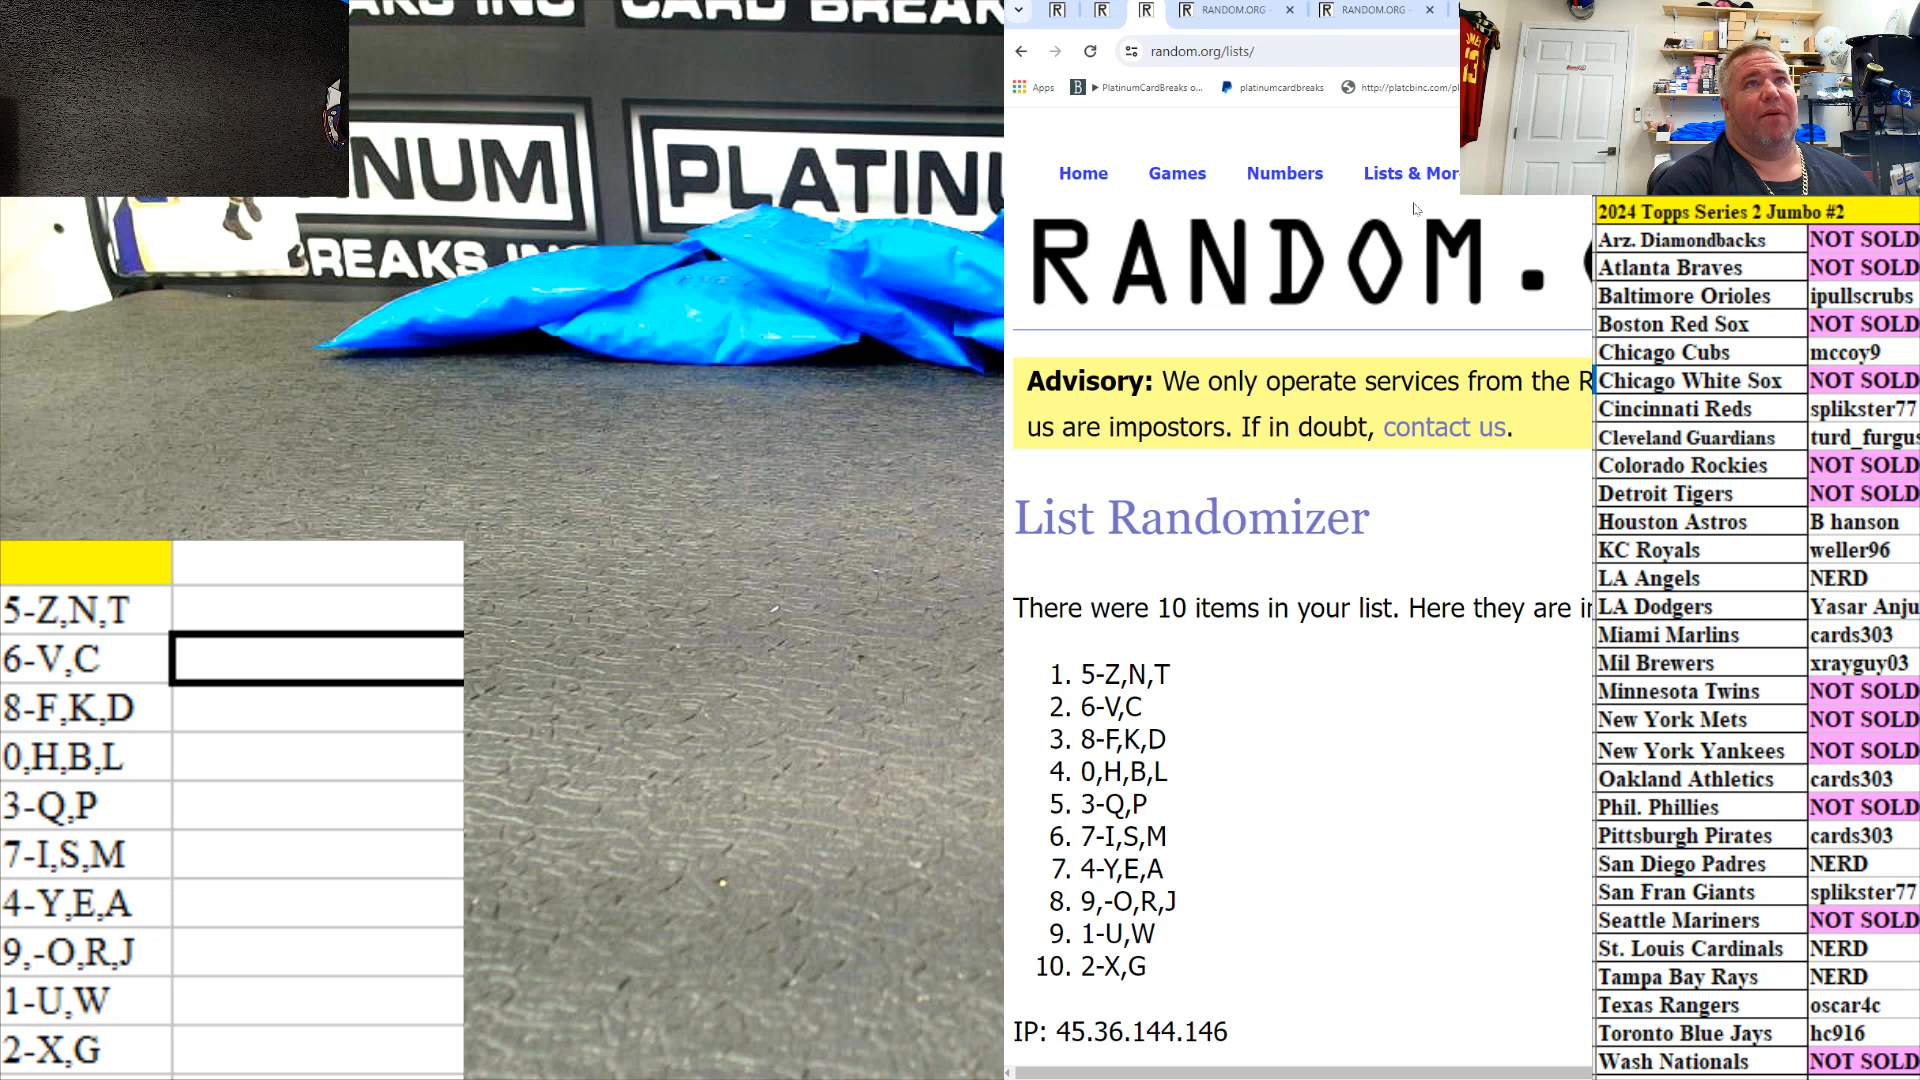 AKS INC
CARD BREAKS
NUM
PLATINU
BREAKS INC
5-Z,N,T
6-V,C
8-F,K,D
0,H,B,L
3-Q,P
7-I,S,M
4-Y,E,A
9,-O,R,J
1-U,W
2-X,G
RANDOM.ORG
RANDOM.ORG
random.org/lists/
Apps
PlatinumCardBreaks o...
platinumcardbreaks
http://platcbinc.com/pl
Home Games Numbers Lists & Mor
RANDOM.
Advisory: We only operate services from the R
us are impostors. If in doubt, contact us.
List Randomizer
There were 10 items in your list. Here they are in
1. 5-Z,N,T
2. 6-V,C
3. 8-F,K,D
4. 0,H,B,L
5. 3-Q,P
6. 7-I,S,M
7. 4-Y,E,A
8. 9,-O,R,J
9. 1-U,W
10. 2-X,G
IP: 45.36.144.146
2024 Topps Series 2 Jumbo #2
Arz. Diamondbacks NOT SOLD
Atlanta Braves NOT SOLD
Baltimore Orioles ipullscrubs
Boston Red Sox NOT SOLD
Chicago Cubs mccoy9
Chicago White Sox NOT SOLD
Cincinnati Reds splikster77
Cleveland Guardians turd_furgus
Colorado Rockies NOT SOLD
Detroit Tigers NOT SOLD
Houston Astros B hanson
KC Royals weller96
LA Angels NERD
LA Dodgers Yasar Anju
Miami Marlins cards303
Mil Brewers xrayguy03
Minnesota Twins NOT SOLD
New York Mets NOT SOLD
New York Yankees NOT SOLD
Oakland Athletics cards303
Phil. Phillies NOT SOLD
Pittsburgh Pirates cards303
San Diego Padres NERD
San Fran Giants splikster77
Seattle Mariners NOT SOLD
St. Louis Cardinals NERD
Tampa Bay Rays NERD
Texas Rangers oscar4c
Toronto Blue Jays hc916
Wash Nationals NOT SOLD